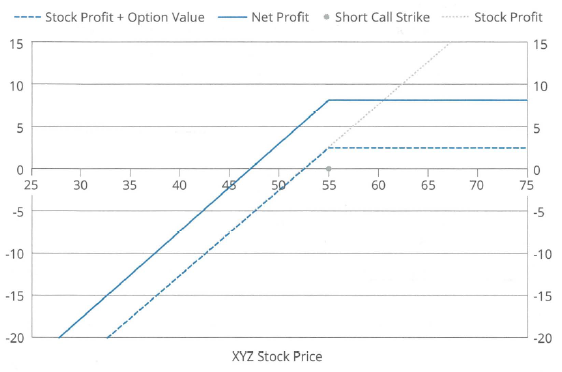 Stock Profit + Option Value Net Profit Short Call Strike Stock Profit
15 15
10 10
5 5
0 0
25 30 35 40 45 50 55 60 65 70 75
-5 -5
-10 -10
-15 -15
-20 -20
XYZ Stock Price